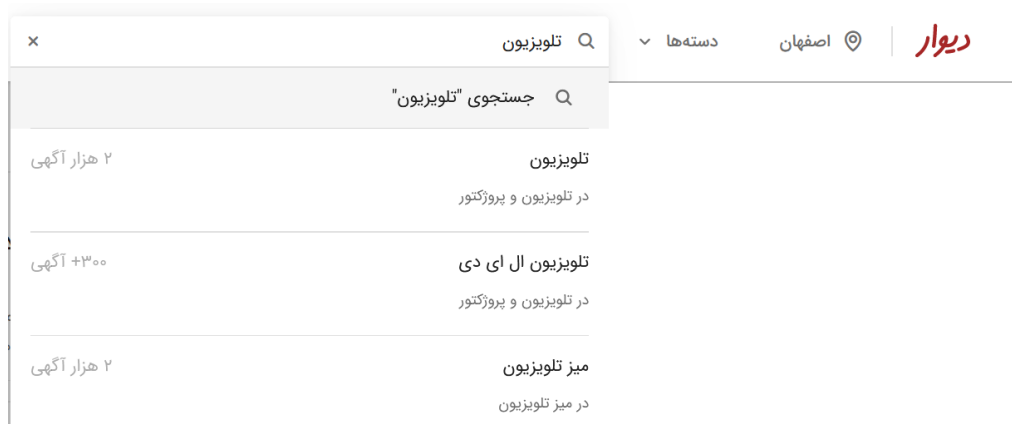 دیوار
اصفهان
دسته‌ها
تلویزیون
جستجوی "تلویزیون"
تلویزیون
۲ هزار آگهی
در تلویزیون و پروژکتور
تلویزیون ال ای دی
۳۰۰+ آگهی
در تلویزیون و پروژکتور
میز تلویزیون
۲ هزار آگهی
در میز تلویزیون